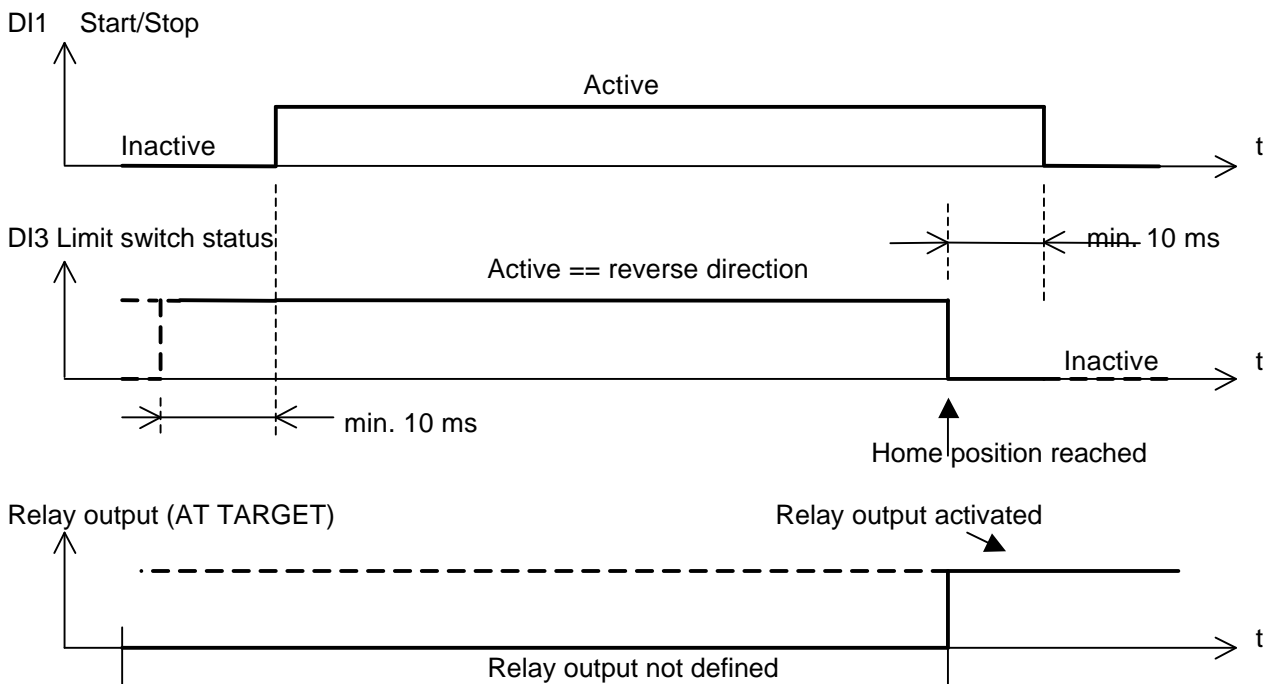 DI1 Start/Stop
Active
Inactive
t
DI3 Limit switch status
min. 10 ms
Active == reverse direction
Inactive
t
min. 10 ms
Home position reached
Relay output (AT TARGET)
Relay output activated
t
Relay output not defined